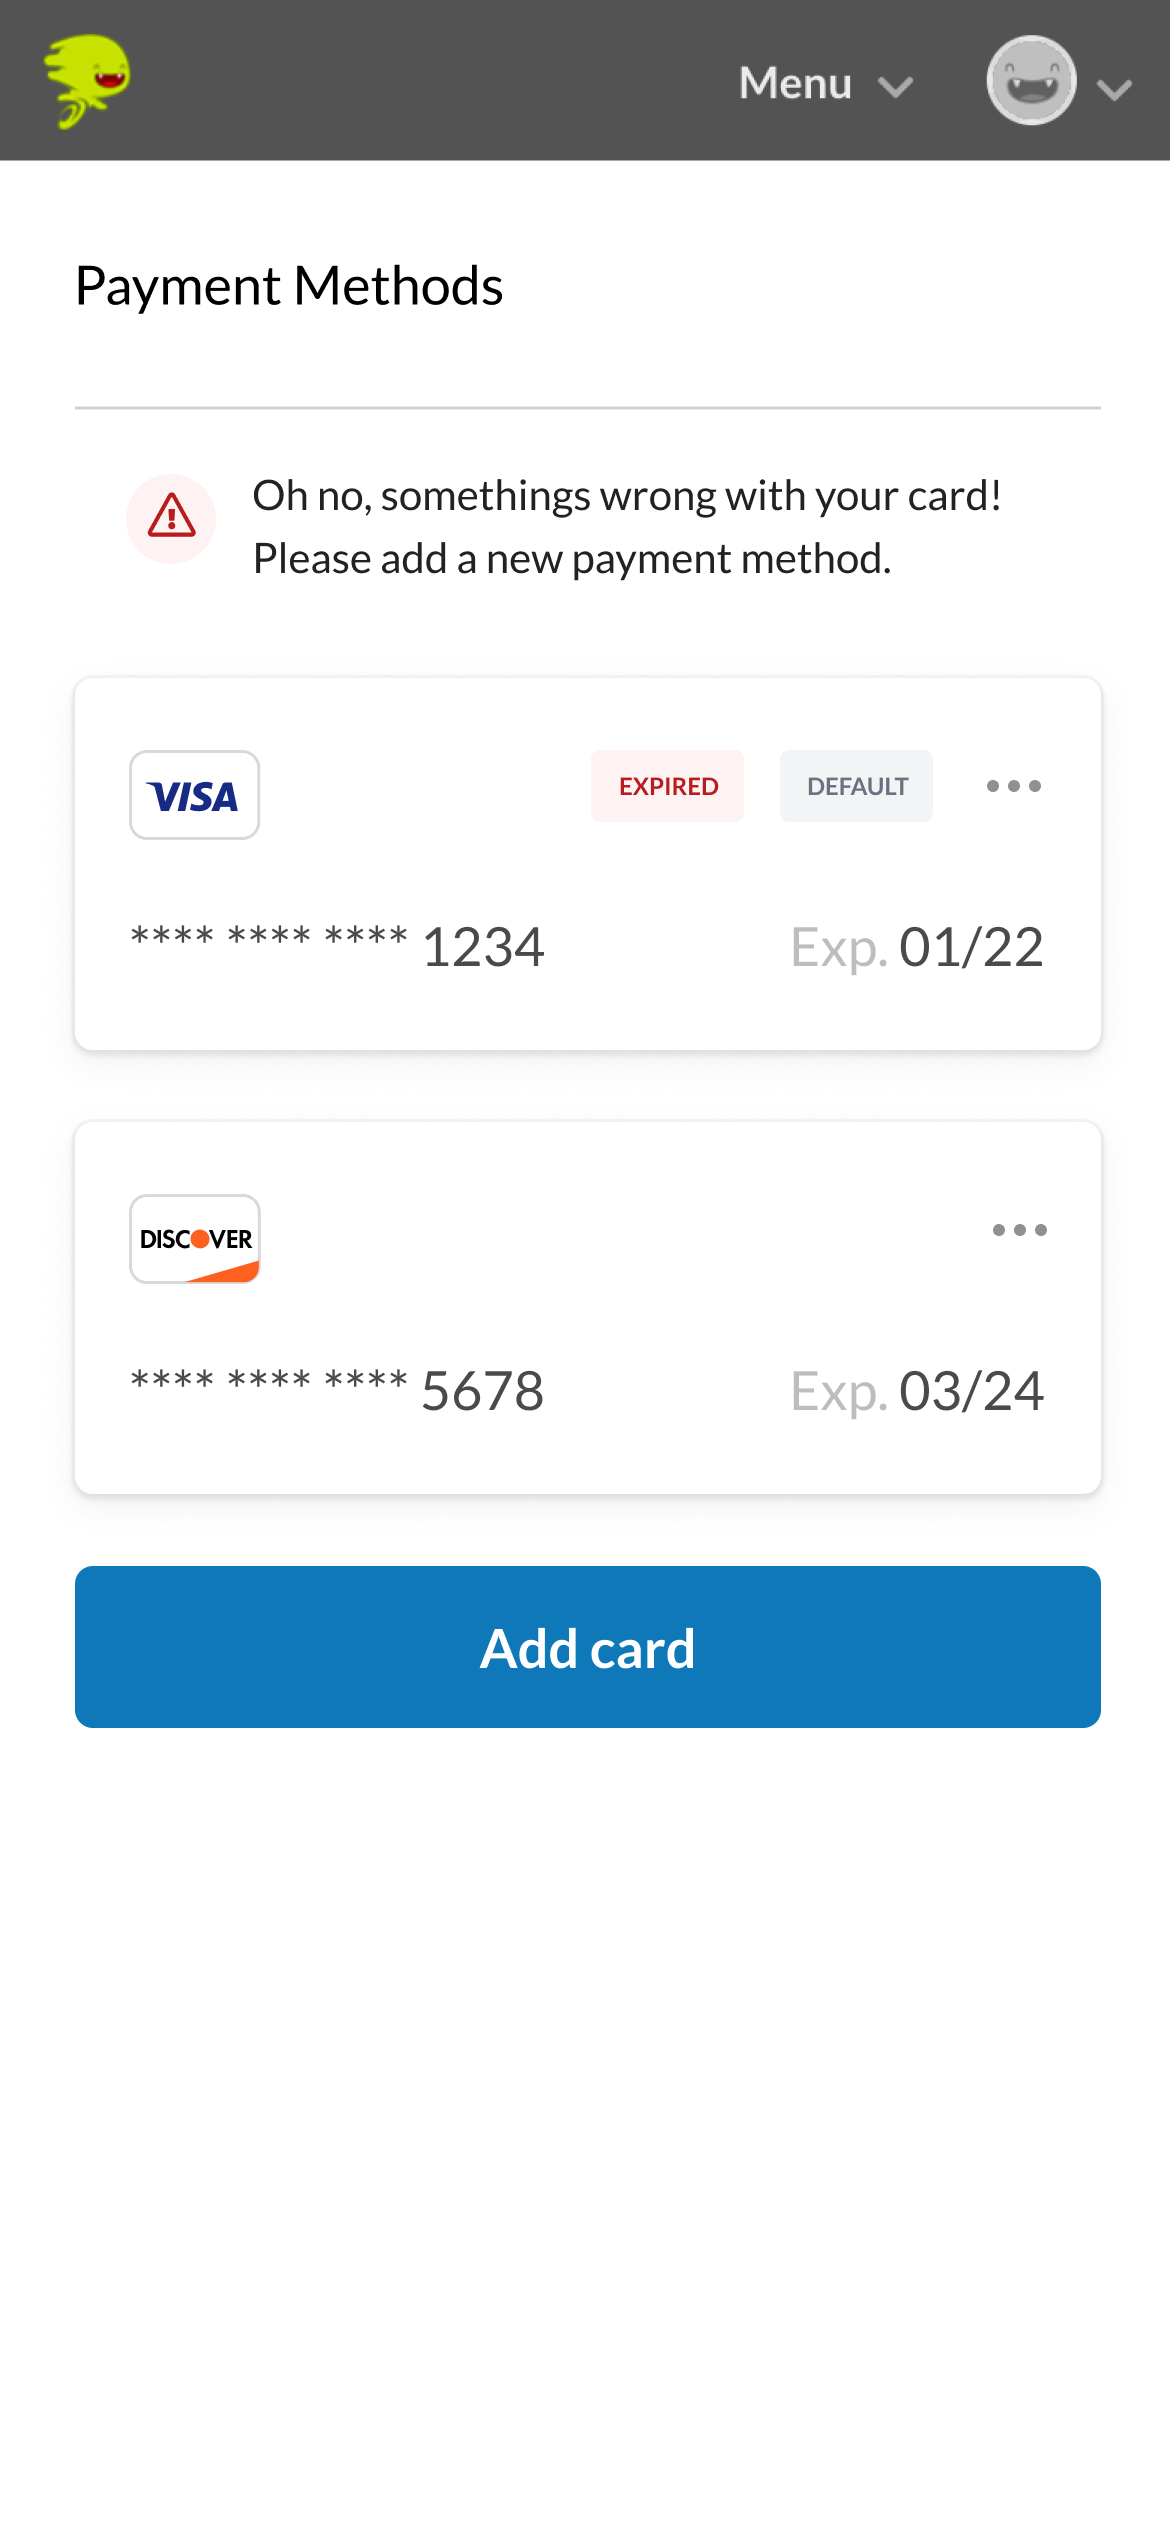 Menu
Payment Methods
Oh no, somethings wrong with your card!
Please add a new payment method.
VISA
EXPIRED
DEFAULT
**** **** **** 1234
Exp. 01/22
DISCOVER
**** **** **** 5678
Exp. 03/24
Add card